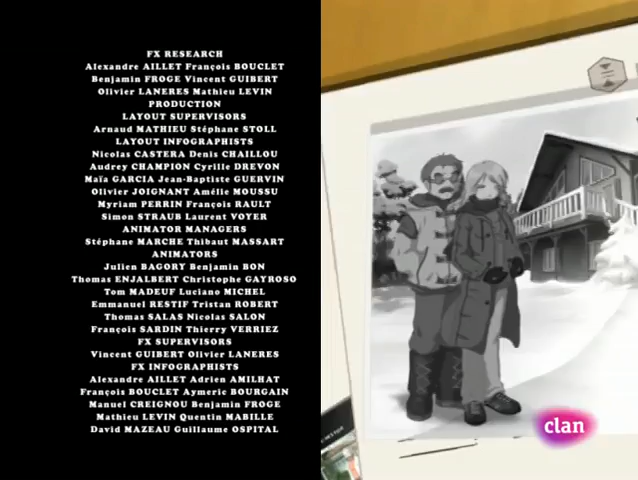 FX RESEARCH
Alexandre AILLET François BOUCLET
Benjamin FROGE Vincent GUIBERT
Olivier LANERES Mathieu LEVIN
PRODUCTION
LAYOUT SUPERVISORS
Arnaud MATHIEU Stéphane STOLL
LAYOUT INFOGRAPHISTS
Nicolas CASTERA Denis CHAILLOU
Audrey CHAMPION Cyrille DREVON
Maïa GARCIA Jean-Baptiste GUERVIN
Olivier JOIGNANT Amélie MOUSSU
Myriam PERRIN François RAULT
Simon STRAUB Laurent VOYER
ANIMATOR MANAGERS
Stéphane MARCHE Thibaut MASSART
ANIMATORS
Julien BAGORY Benjamin BON
Thomas ENJALBERT Christophe GAYROSO
Tom MADEUF Luciano MICHEL
Emmanuel RESTIF Tristan ROBERT
Thomas SALAS Nicolas SALON
François SARDIN Thierry VERRIEZ
FX SUPERVISORS
Vincent GUIBERT Olivier LANERES
FX INFOGRAPHISTS
Alexandre AILLET Adrien AMILHAT
François BOUCLET Aymeric BOURGAIN
Manuel CREIGNOU Benjamin FROGE
Mathieu LEVIN Quentin MABILLE
David MAZEAU Guillaume OSPITAL
clan